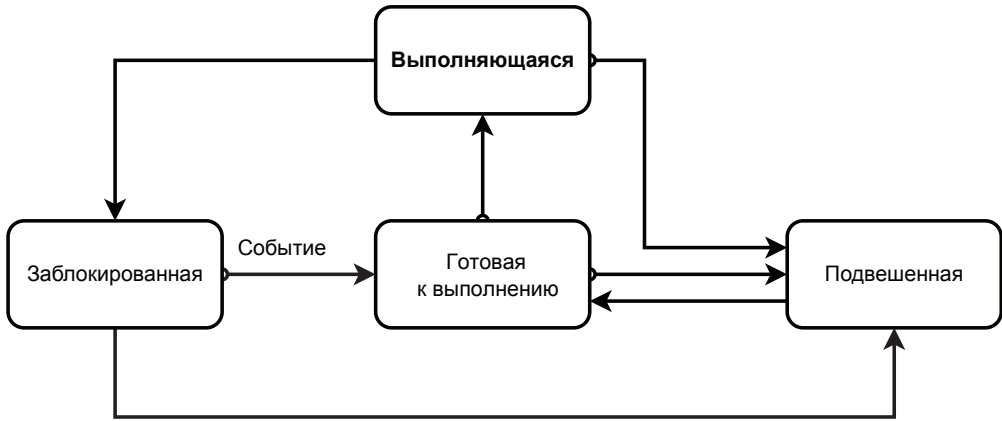 Выполняющаяся
Событие
Заблокированная
Готовая
к выполнению
Подвешенная